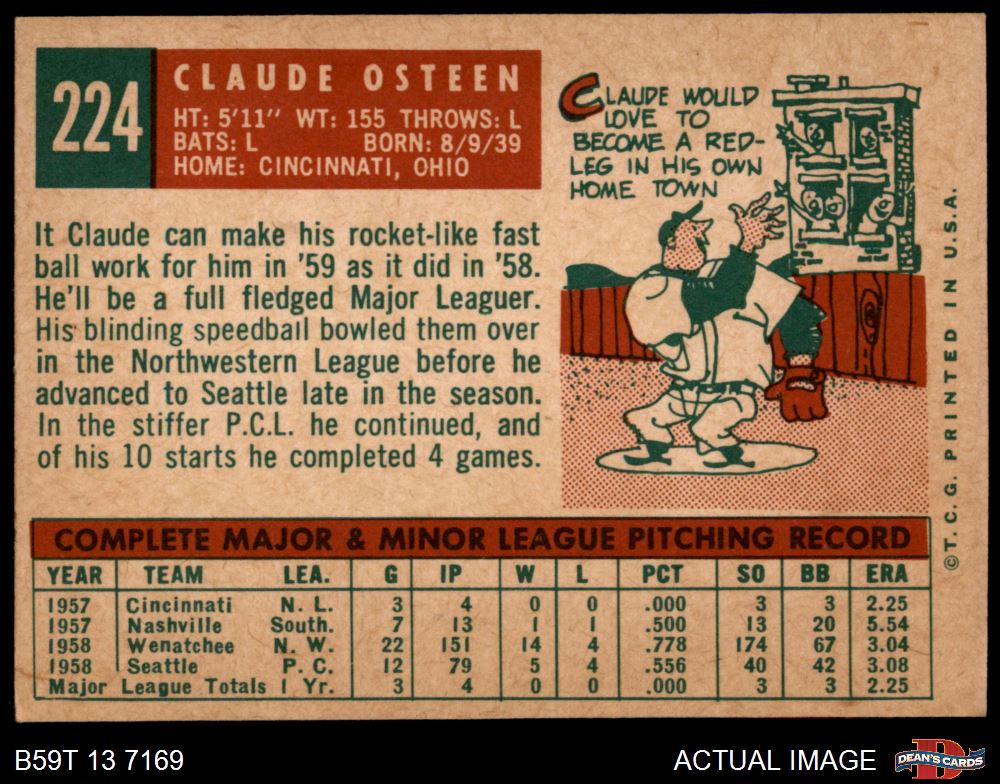 224
CLAUDE OSTEEN
HT: 5'11" WT: 155 THROWS: L
BATS: L BORN: 8/9/39
HOME: CINCINNATI, OHIO
It Claude can make his rocket-like fast
ball work for him in '59 as it did in '58.
He'll be a full fledged Major Leaguer.
His blinding speedball bowled them over
in the Northwestern League before he
advanced to Seattle late in the season.
In the stiffer P.C.L. he continued, and
of his 10 starts he completed 4 games.
CLAUDE WOULD
LOVE TO
BECOME A RED-
LEG IN HIS OWN
HOME TOWN
©T.C.G. PRINTED IN U.S.A.
COMPLETE MAJOR & MINOR LEAGUE PITCHING RECORD
YEAR TEAM LEA. G IP W L PCT SO BB ERA
1957 Cincinnati N. L. 3 4 0 0 .000 3 3 2.25
1957 Nashville South. 7 13 1 1 .500 13 20 5.54
1958 Wenatchee N. W. 22 151 14 4 .778 174 67 3.04
1958 Seattle P. C. 12 79 5 4 .556 40 42 3.08
Major League Totals 1 Yr. 3 4 0 0 .000 3 3 2.25
B59T 13 7169
ACTUAL IMAGE
DEAN'S CARDS